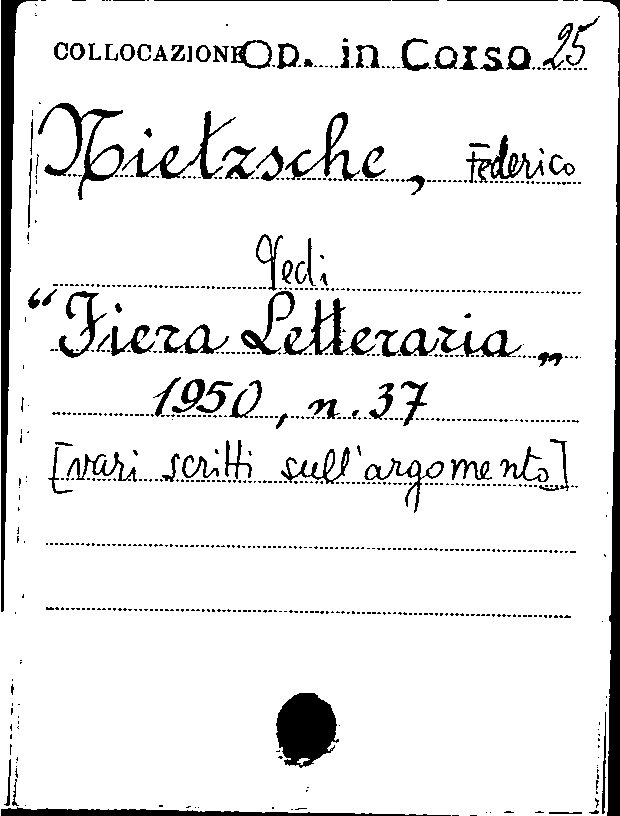 COLLOCAZIONE Op. in Corso 25
Nietzsche, Federico
Vedi
“Fiera Letteraria„
1950, n. 37
[vari scritti sull'argomento]